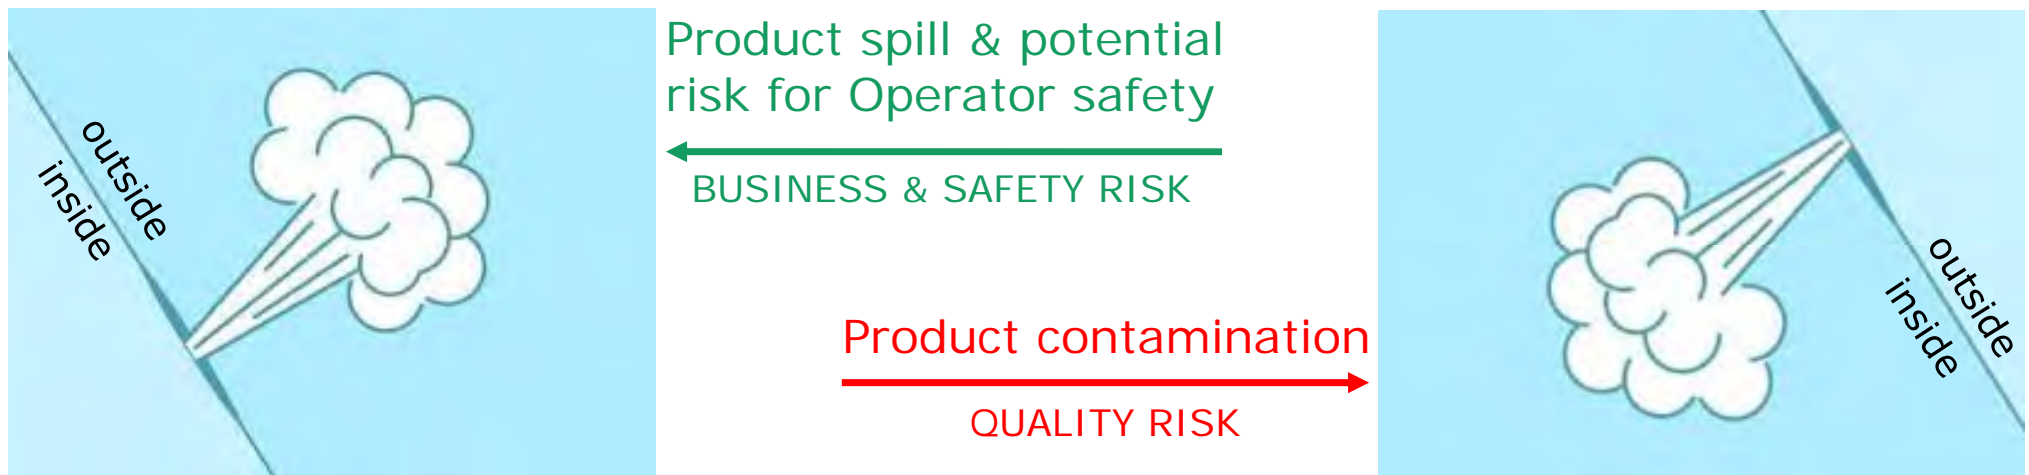 outside
inside
Product spill & potential
risk for Operator safety
BUSINESS & SAFETY RISK
Product contamination
QUALITY RISK
outside
inside